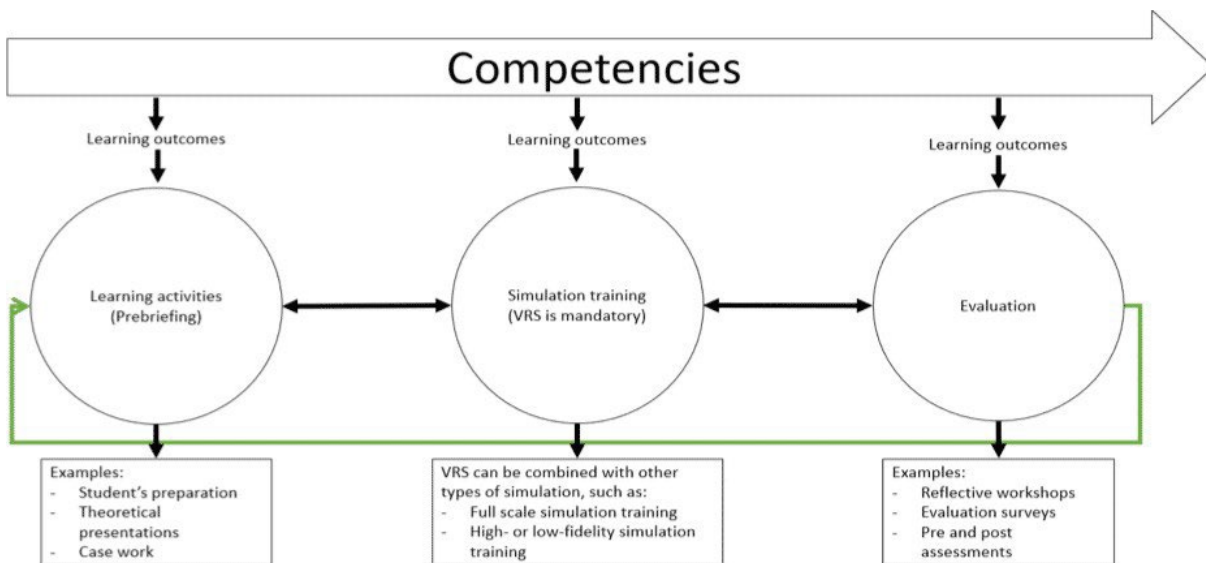 Competencies
Learning outcomes
Learning outcomes
Learning outcomes
Learning activities
(Prebriefing)
Simulation training
(VRS is mandatory)
Evaluation
Examples:
- Student's preparation
- Theoretical
presentations
- Case work
VRS can be combined with other
types of simulation, such as:
- Full scale simulation training
- High- or low-fidelity simulation
training
Examples:
- Reflective workshops
- Evaluation surveys
- Pre and post
assessments